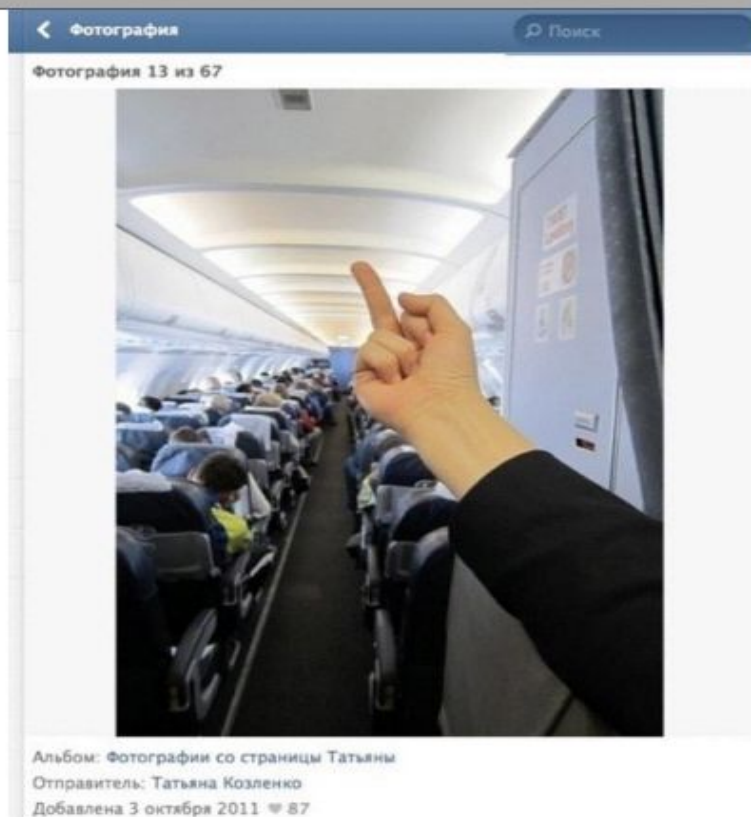 Фотография
Поиск
Фотография 13 из 67
Альбом: Фотографии со страницы Татьяны
Отправитель: Татьяна Козленко
Добавлена 3 октября 2011 ♥ 87